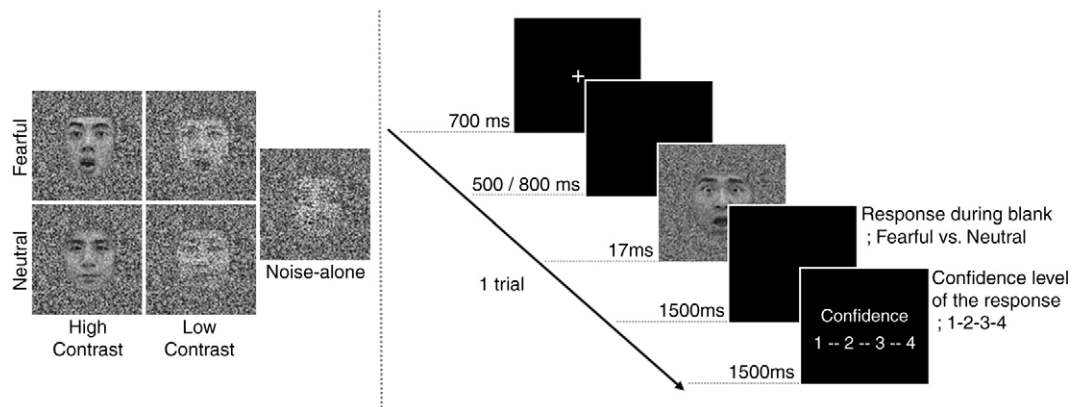 Fearful
Neutral
High
Contrast
Low
Contrast
Noise-alone
700 ms
500 / 800 ms
17ms
1500ms
1500ms
1 trial
Response during blank
; Fearful vs. Neutral
Confidence level
of the response
; 1-2-3-4
Confidence
1 -- 2 -- 3 -- 4